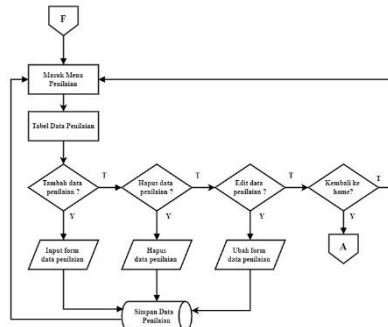 F
Masuk Menu
Penilaian
Tabel Data Penilaian
Tambah data
penilaian ?
T
Hapus data
penilaian ?
T
Edit data
penilaian ?
T
Kembali ke
home?
T
Y
Y
Y
Y
Input form
data penilaian
Hapus
data penilaian
Ubah form
data penilaian
A
Simpan Data
Penilaian